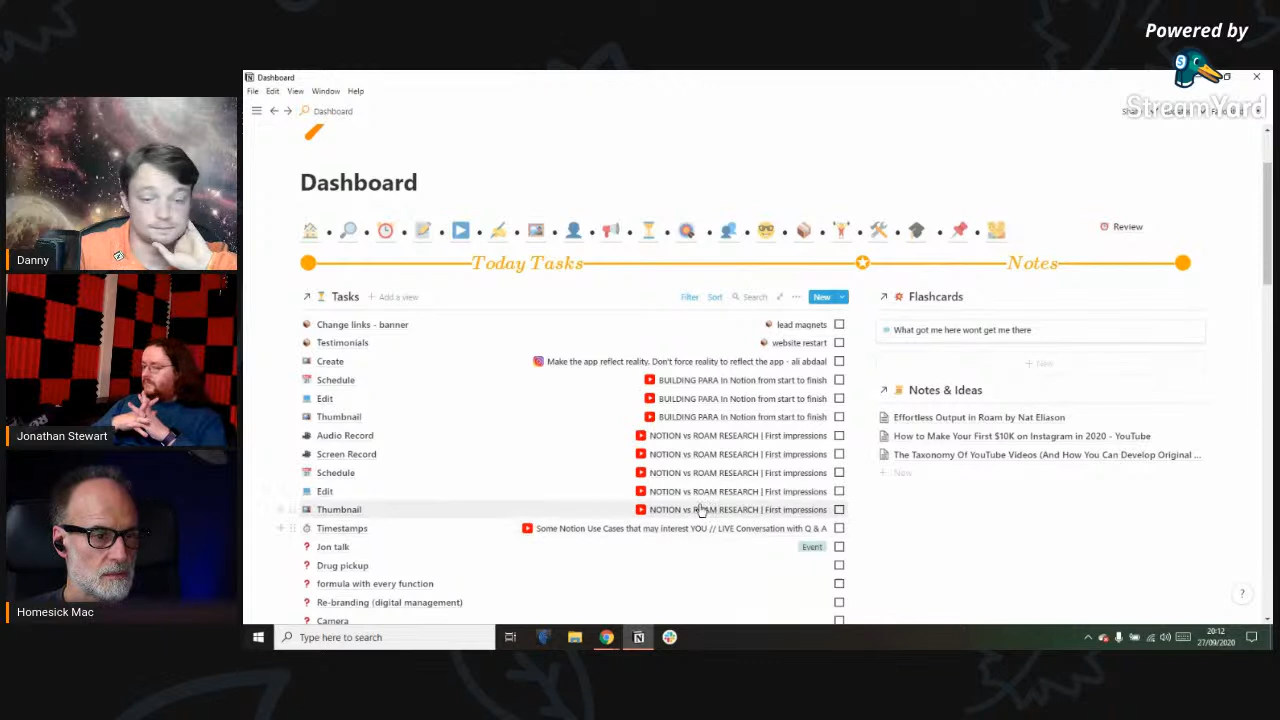 Powered by
StreamYard
Dashboard
File Edit View Window Help
Dashboard
Dashboard
Review
Today Tasks
Notes
Tasks + Add a view Filter Sort Search New
Change links - banner lead magnets
Testimonials website restart
Create Make the app reflect reality. Don't force reality to reflect the app - ali abdaal
Schedule BUILDING PARA In Notion from start to finish
Edit BUILDING PARA In Notion from start to finish
Thumbnail BUILDING PARA In Notion from start to finish
Audio Record NOTION vs ROAM RESEARCH | First impressions
Screen Record NOTION vs ROAM RESEARCH | First impressions
Schedule NOTION vs ROAM RESEARCH | First impressions
Edit NOTION vs ROAM RESEARCH | First impressions
Thumbnail NOTION vs ROAM RESEARCH | First impressions
Timestamps Some Notion Use Cases that may interest YOU // LIVE Conversation with Q & A
Jon talk Event
Drug pickup
formula with every function
Re-branding (digital management)
Camera
Flashcards
What got me here wont get me there
+ New
Notes & Ideas
Effortless Output in Roam by Nat Eliason
How to Make Your First $10K on Instagram in 2020 - YouTube
The Taxonomy Of YouTube Videos (And How You Can Develop Original ...
+ New
?
Danny
Jonathan Stewart
Homesick Mac
Type here to search
20:12
27/09/2020